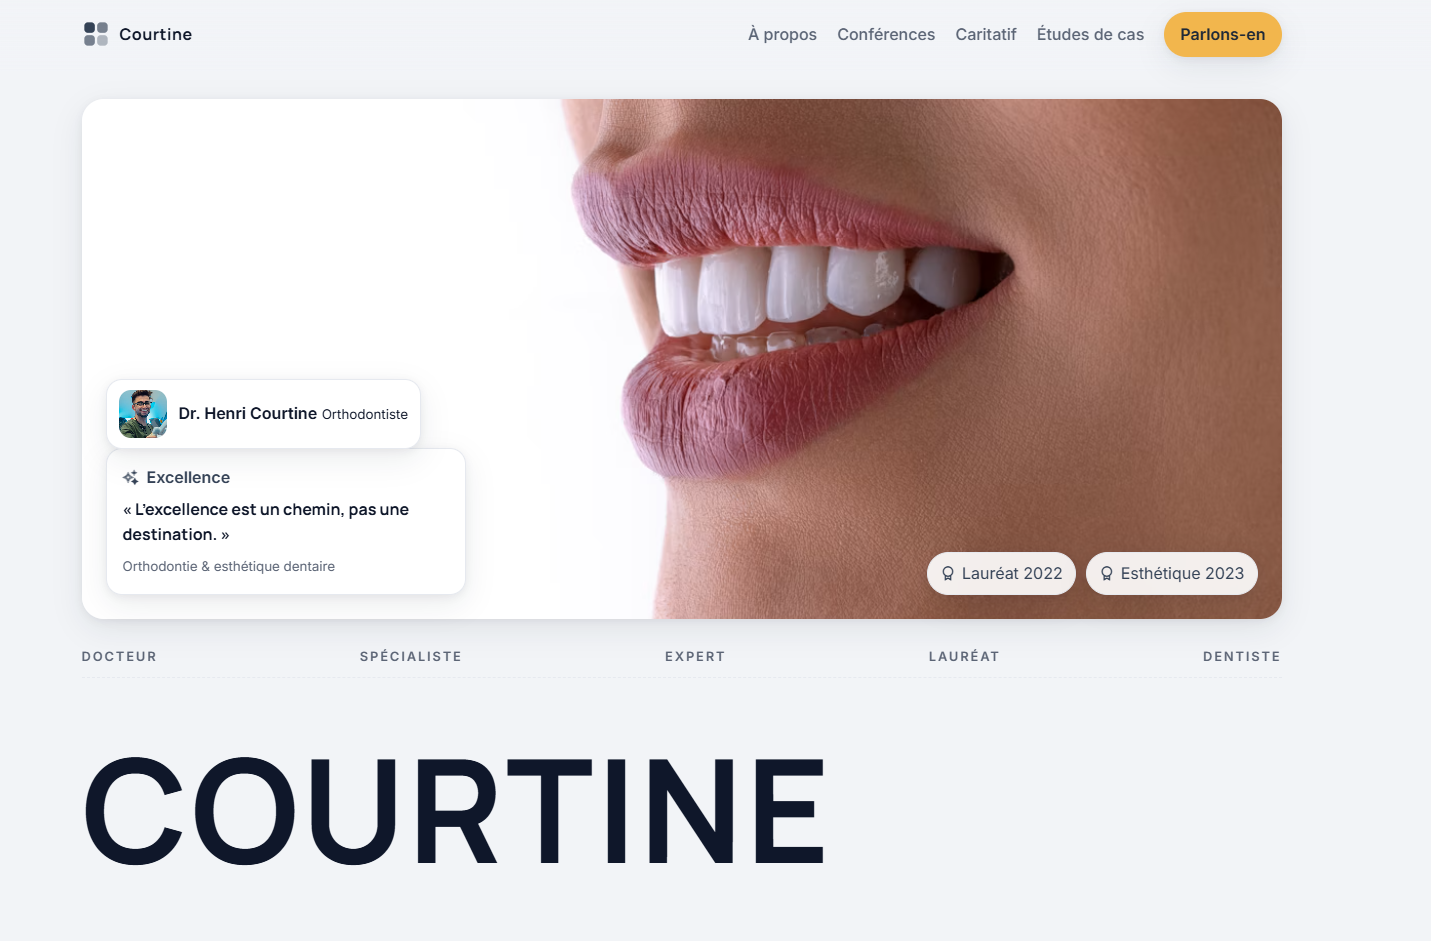 Courtine
À propos Conférences Caritatif Études de cas Parlons-en
Dr. Henri Courtine Orthodontiste
Excellence
« L’excellence est un chemin, pas une
destination. »
Orthodontie & esthétique dentaire
Lauréat 2022 Esthétique 2023
DOCTEUR SPÉCIALISTE EXPERT LAURÉAT DENTISTE
COURTINE